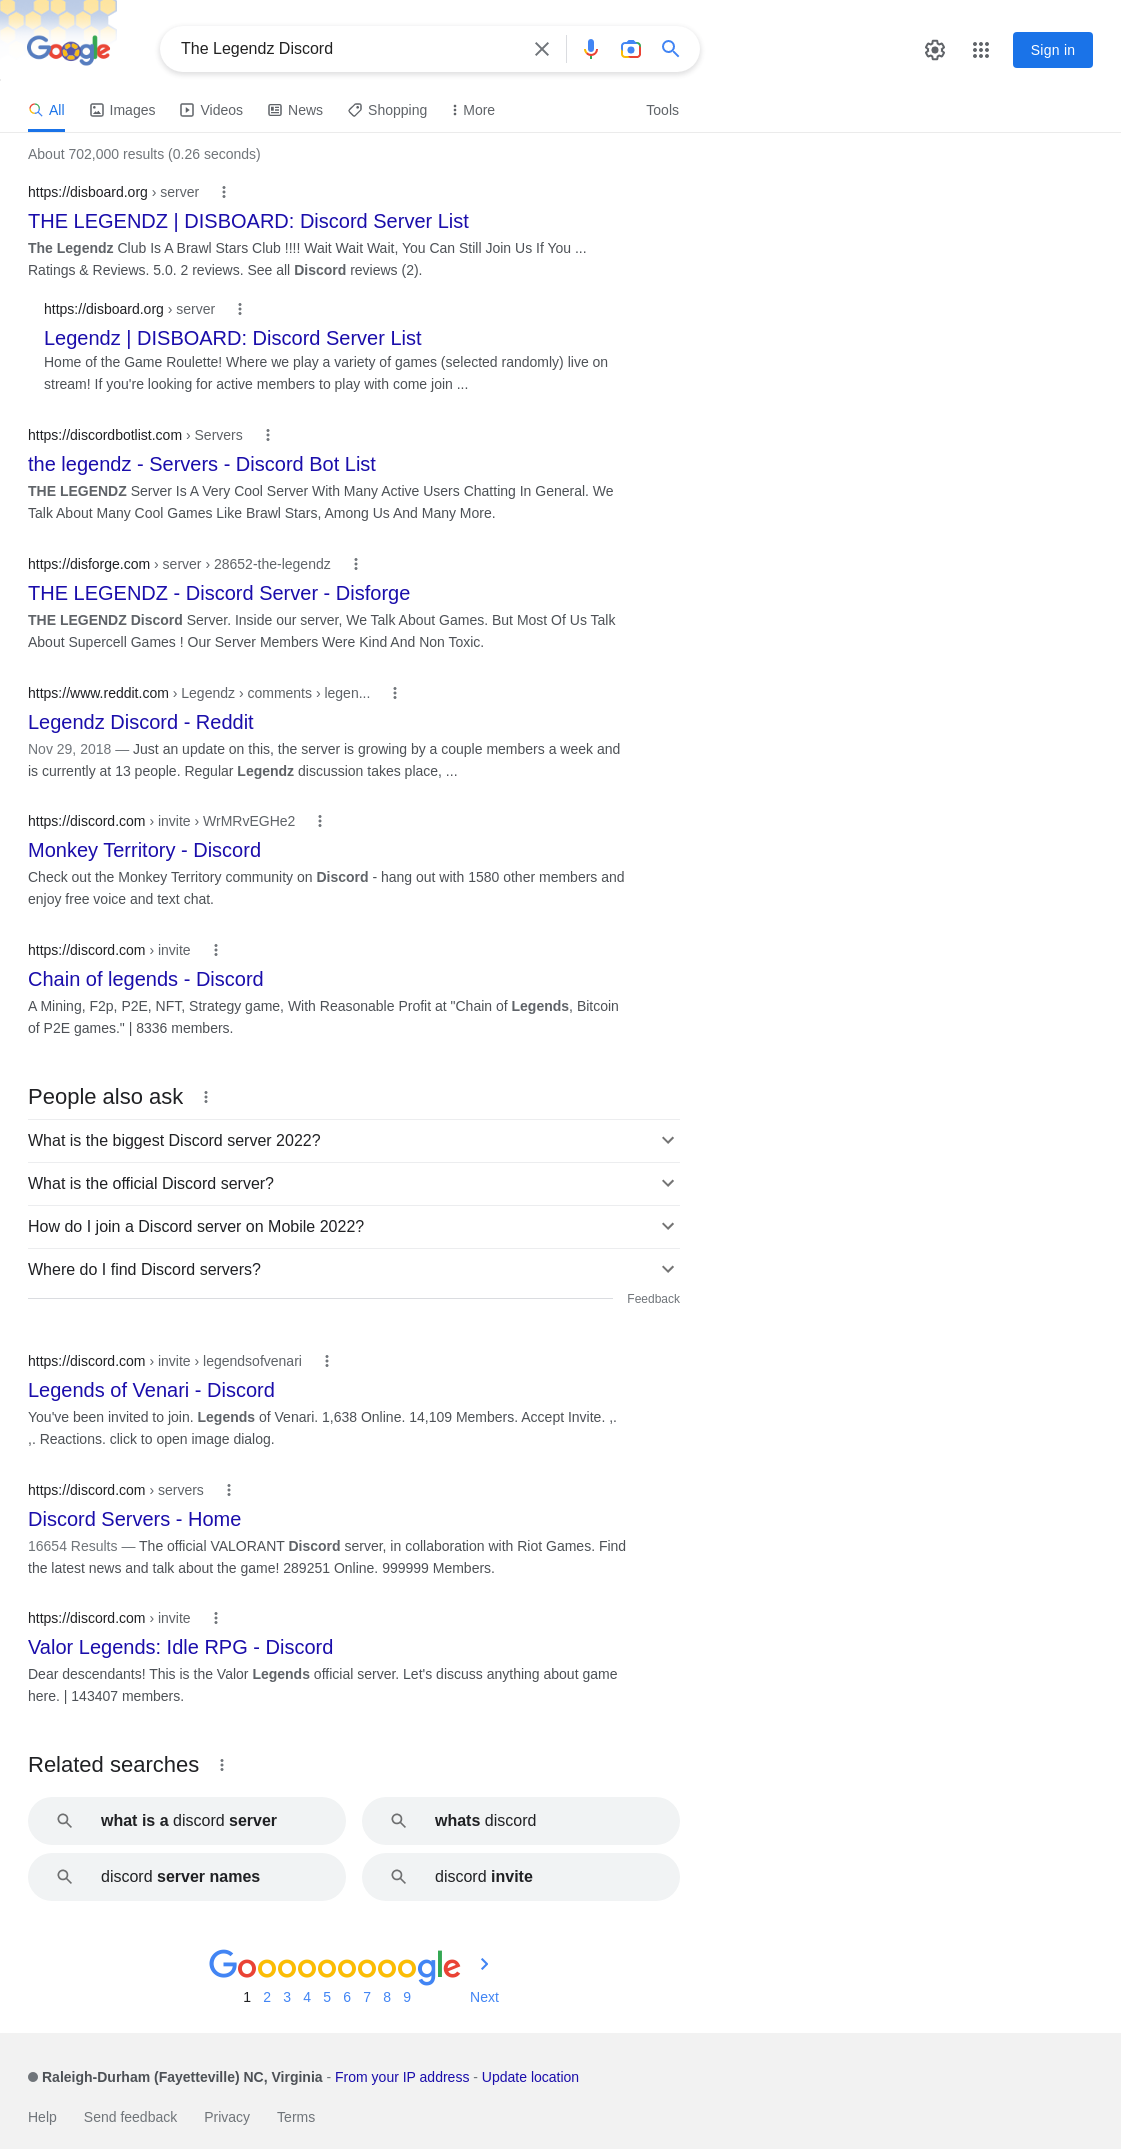 Google
The Legendz Discord
Sign in
All
Images
Videos
News
Shopping
More
Tools
About 702,000 results (0.26 seconds)
https://disboard.org › server
THE LEGENDZ | DISBOARD: Discord Server List
The Legendz Club Is A Brawl Stars Club !!!! Wait Wait Wait, You Can Still Join Us If You ...
Ratings & Reviews. 5.0. 2 reviews. See all Discord reviews (2).
https://disboard.org › server
Legendz | DISBOARD: Discord Server List
Home of the Game Roulette! Where we play a variety of games (selected randomly) live on
stream! If you're looking for active members to play with come join ...
https://discordbotlist.com › Servers
the legendz - Servers - Discord Bot List
THE LEGENDZ Server Is A Very Cool Server With Many Active Users Chatting In General. We
Talk About Many Cool Games Like Brawl Stars, Among Us And Many More.
https://disforge.com › server › 28652-the-legendz
THE LEGENDZ - Discord Server - Disforge
THE LEGENDZ Discord Server. Inside our server, We Talk About Games. But Most Of Us Talk
About Supercell Games ! Our Server Members Were Kind And Non Toxic.
https://www.reddit.com › Legendz › comments › legen...
Legendz Discord - Reddit
Nov 29, 2018 — Just an update on this, the server is growing by a couple members a week and
is currently at 13 people. Regular Legendz discussion takes place, ...
https://discord.com › invite › WrMRvEGHe2
Monkey Territory - Discord
Check out the Monkey Territory community on Discord - hang out with 1580 other members and
enjoy free voice and text chat.
https://discord.com › invite
Chain of legends - Discord
A Mining, F2p, P2E, NFT, Strategy game, With Reasonable Profit at "Chain of Legends, Bitcoin
of P2E games." | 8336 members.
People also ask
What is the biggest Discord server 2022?
What is the official Discord server?
How do I join a Discord server on Mobile 2022?
Where do I find Discord servers?
Feedback
https://discord.com › invite › legendsofvenari
Legends of Venari - Discord
You've been invited to join. Legends of Venari. 1,638 Online. 14,109 Members. Accept Invite. ,.
,. Reactions. click to open image dialog.
https://discord.com › servers
Discord Servers - Home
16654 Results — The official VALORANT Discord server, in collaboration with Riot Games. Find
the latest news and talk about the game! 289251 Online. 999999 Members.
https://discord.com › invite
Valor Legends: Idle RPG - Discord
Dear descendants! This is the Valor Legends official server. Let's discuss anything about game
here. | 143407 members.
Related searches
what is a discord server
whats discord
discord server names
discord invite
Goooooooooogle
1 2 3 4 5 6 7 8 9 Next
Raleigh-Durham (Fayetteville) NC, Virginia - From your IP address - Update location
Help Send feedback Privacy Terms